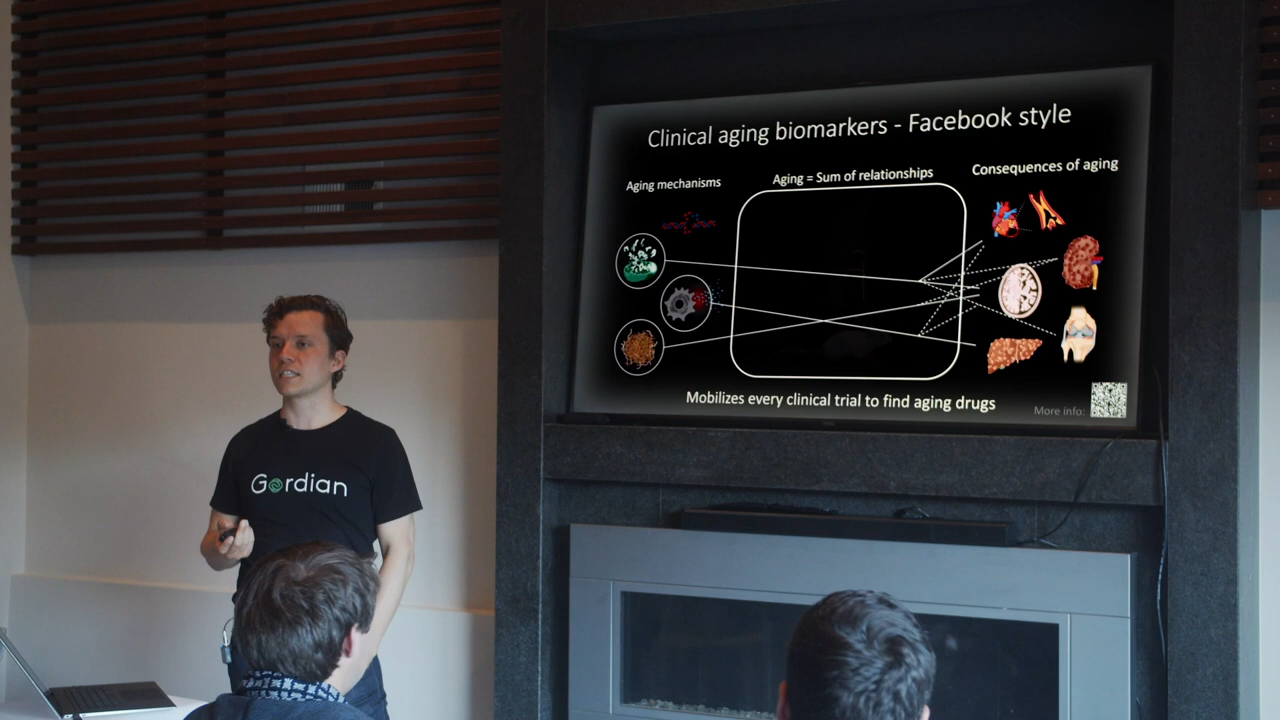 Clinical aging biomarkers - Facebook style
Aging mechanisms
Aging = Sum of relationships
Consequences of aging
Mobilizes every clinical trial to find aging drugs
More info:
Gordian